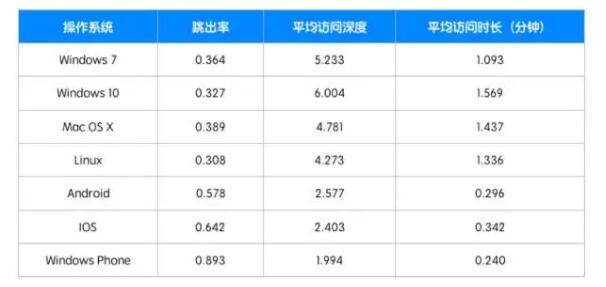 操作系统 跳出率 平均访问深度 平均访问时长（分钟）
Windows 7 0.364 5.233 1.093
Windows 10 0.327 6.004 1.569
Mac OS X 0.389 4.781 1.437
Linux 0.308 4.273 1.336
Android 0.578 2.577 0.296
IOS 0.642 2.403 0.342
Windows Phone 0.893 1.994 0.240